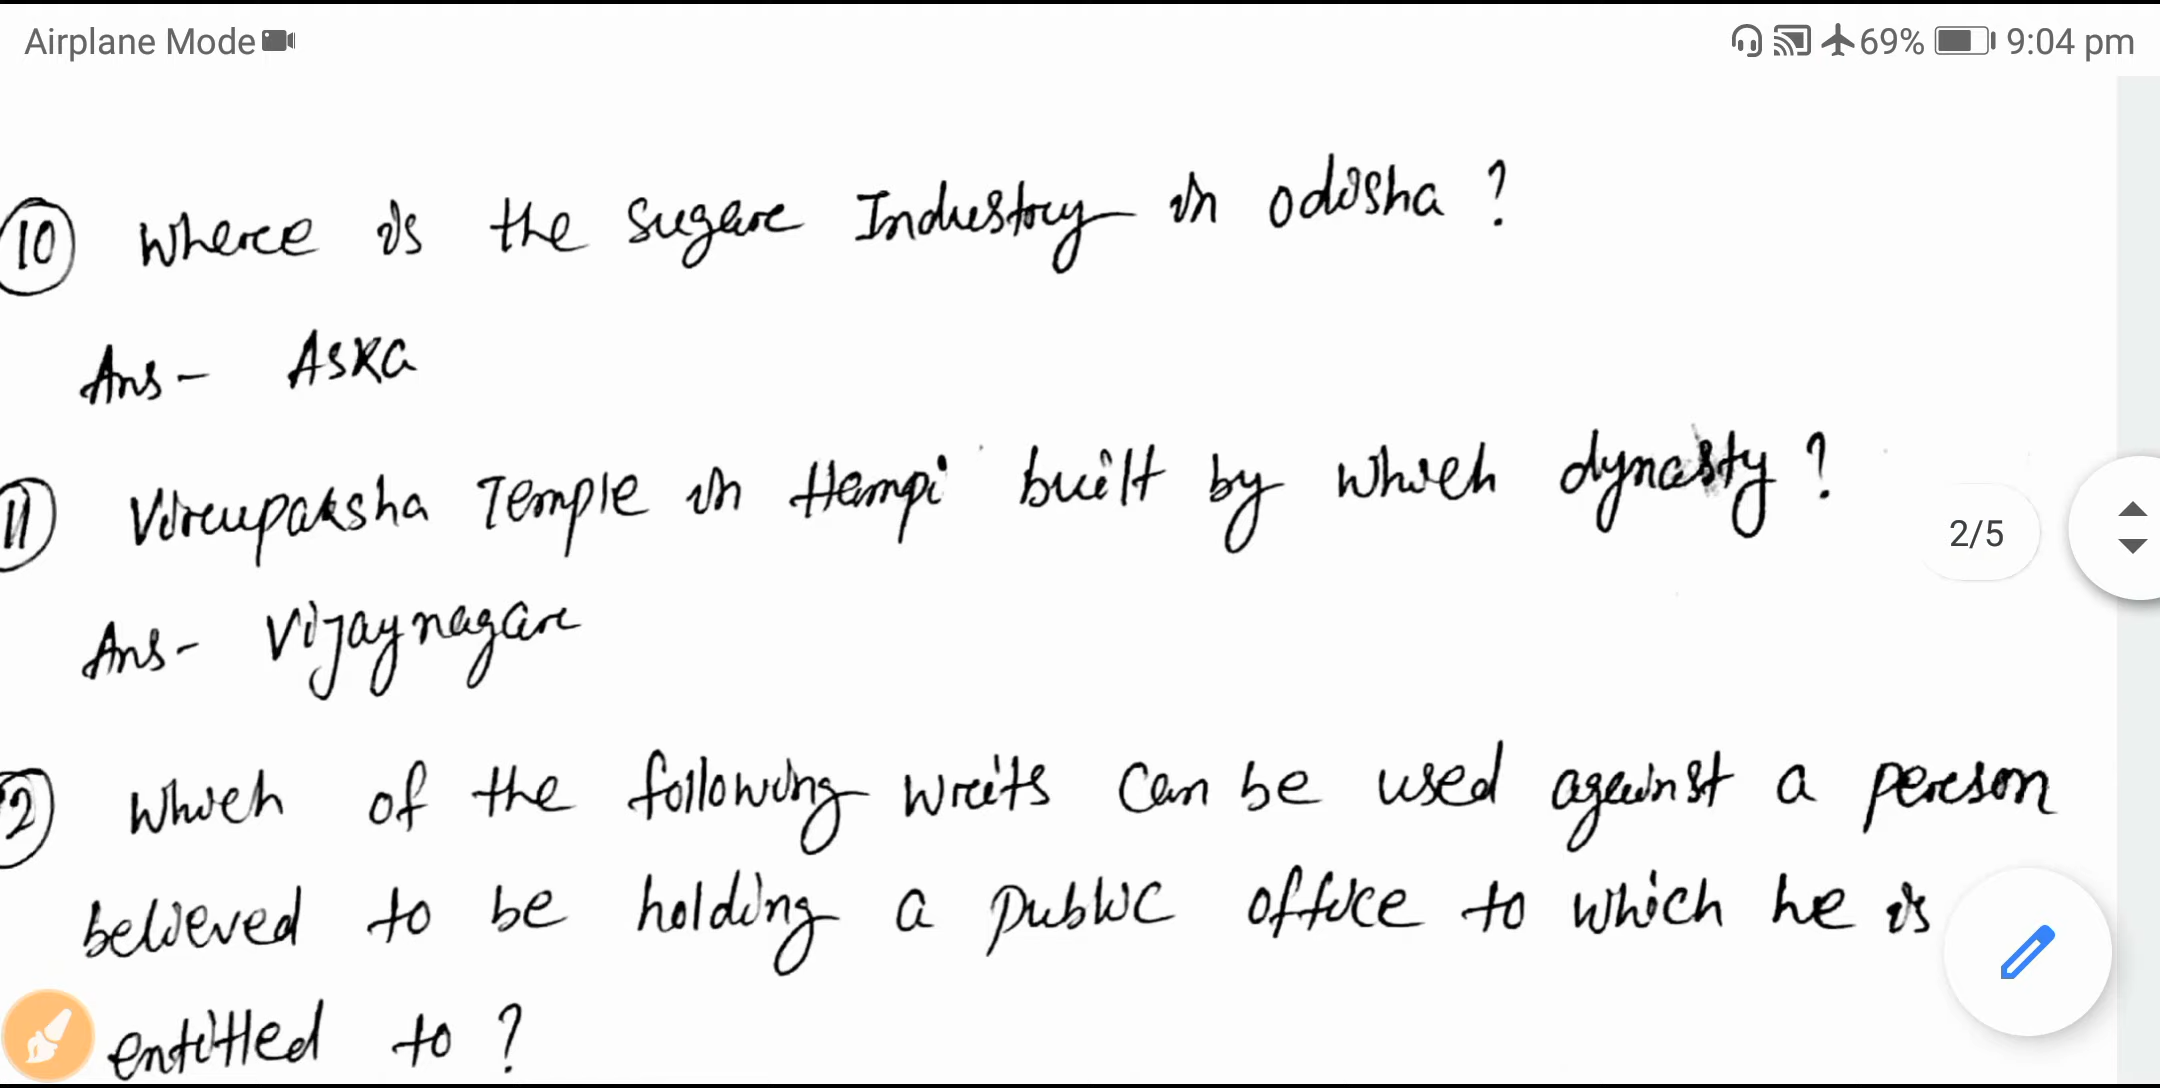 Airplane Mode 69% 9:04 pm
10 Where is the sugar Industry in odisha ?
Ans - Aska
11 Virupaksha Temple in Hampi built by which dynasty ?
2/5
Ans - Vijaynagar
2 Which of the following writs can be used against a person
believed to be holding a public office to which he is
entitled to ?